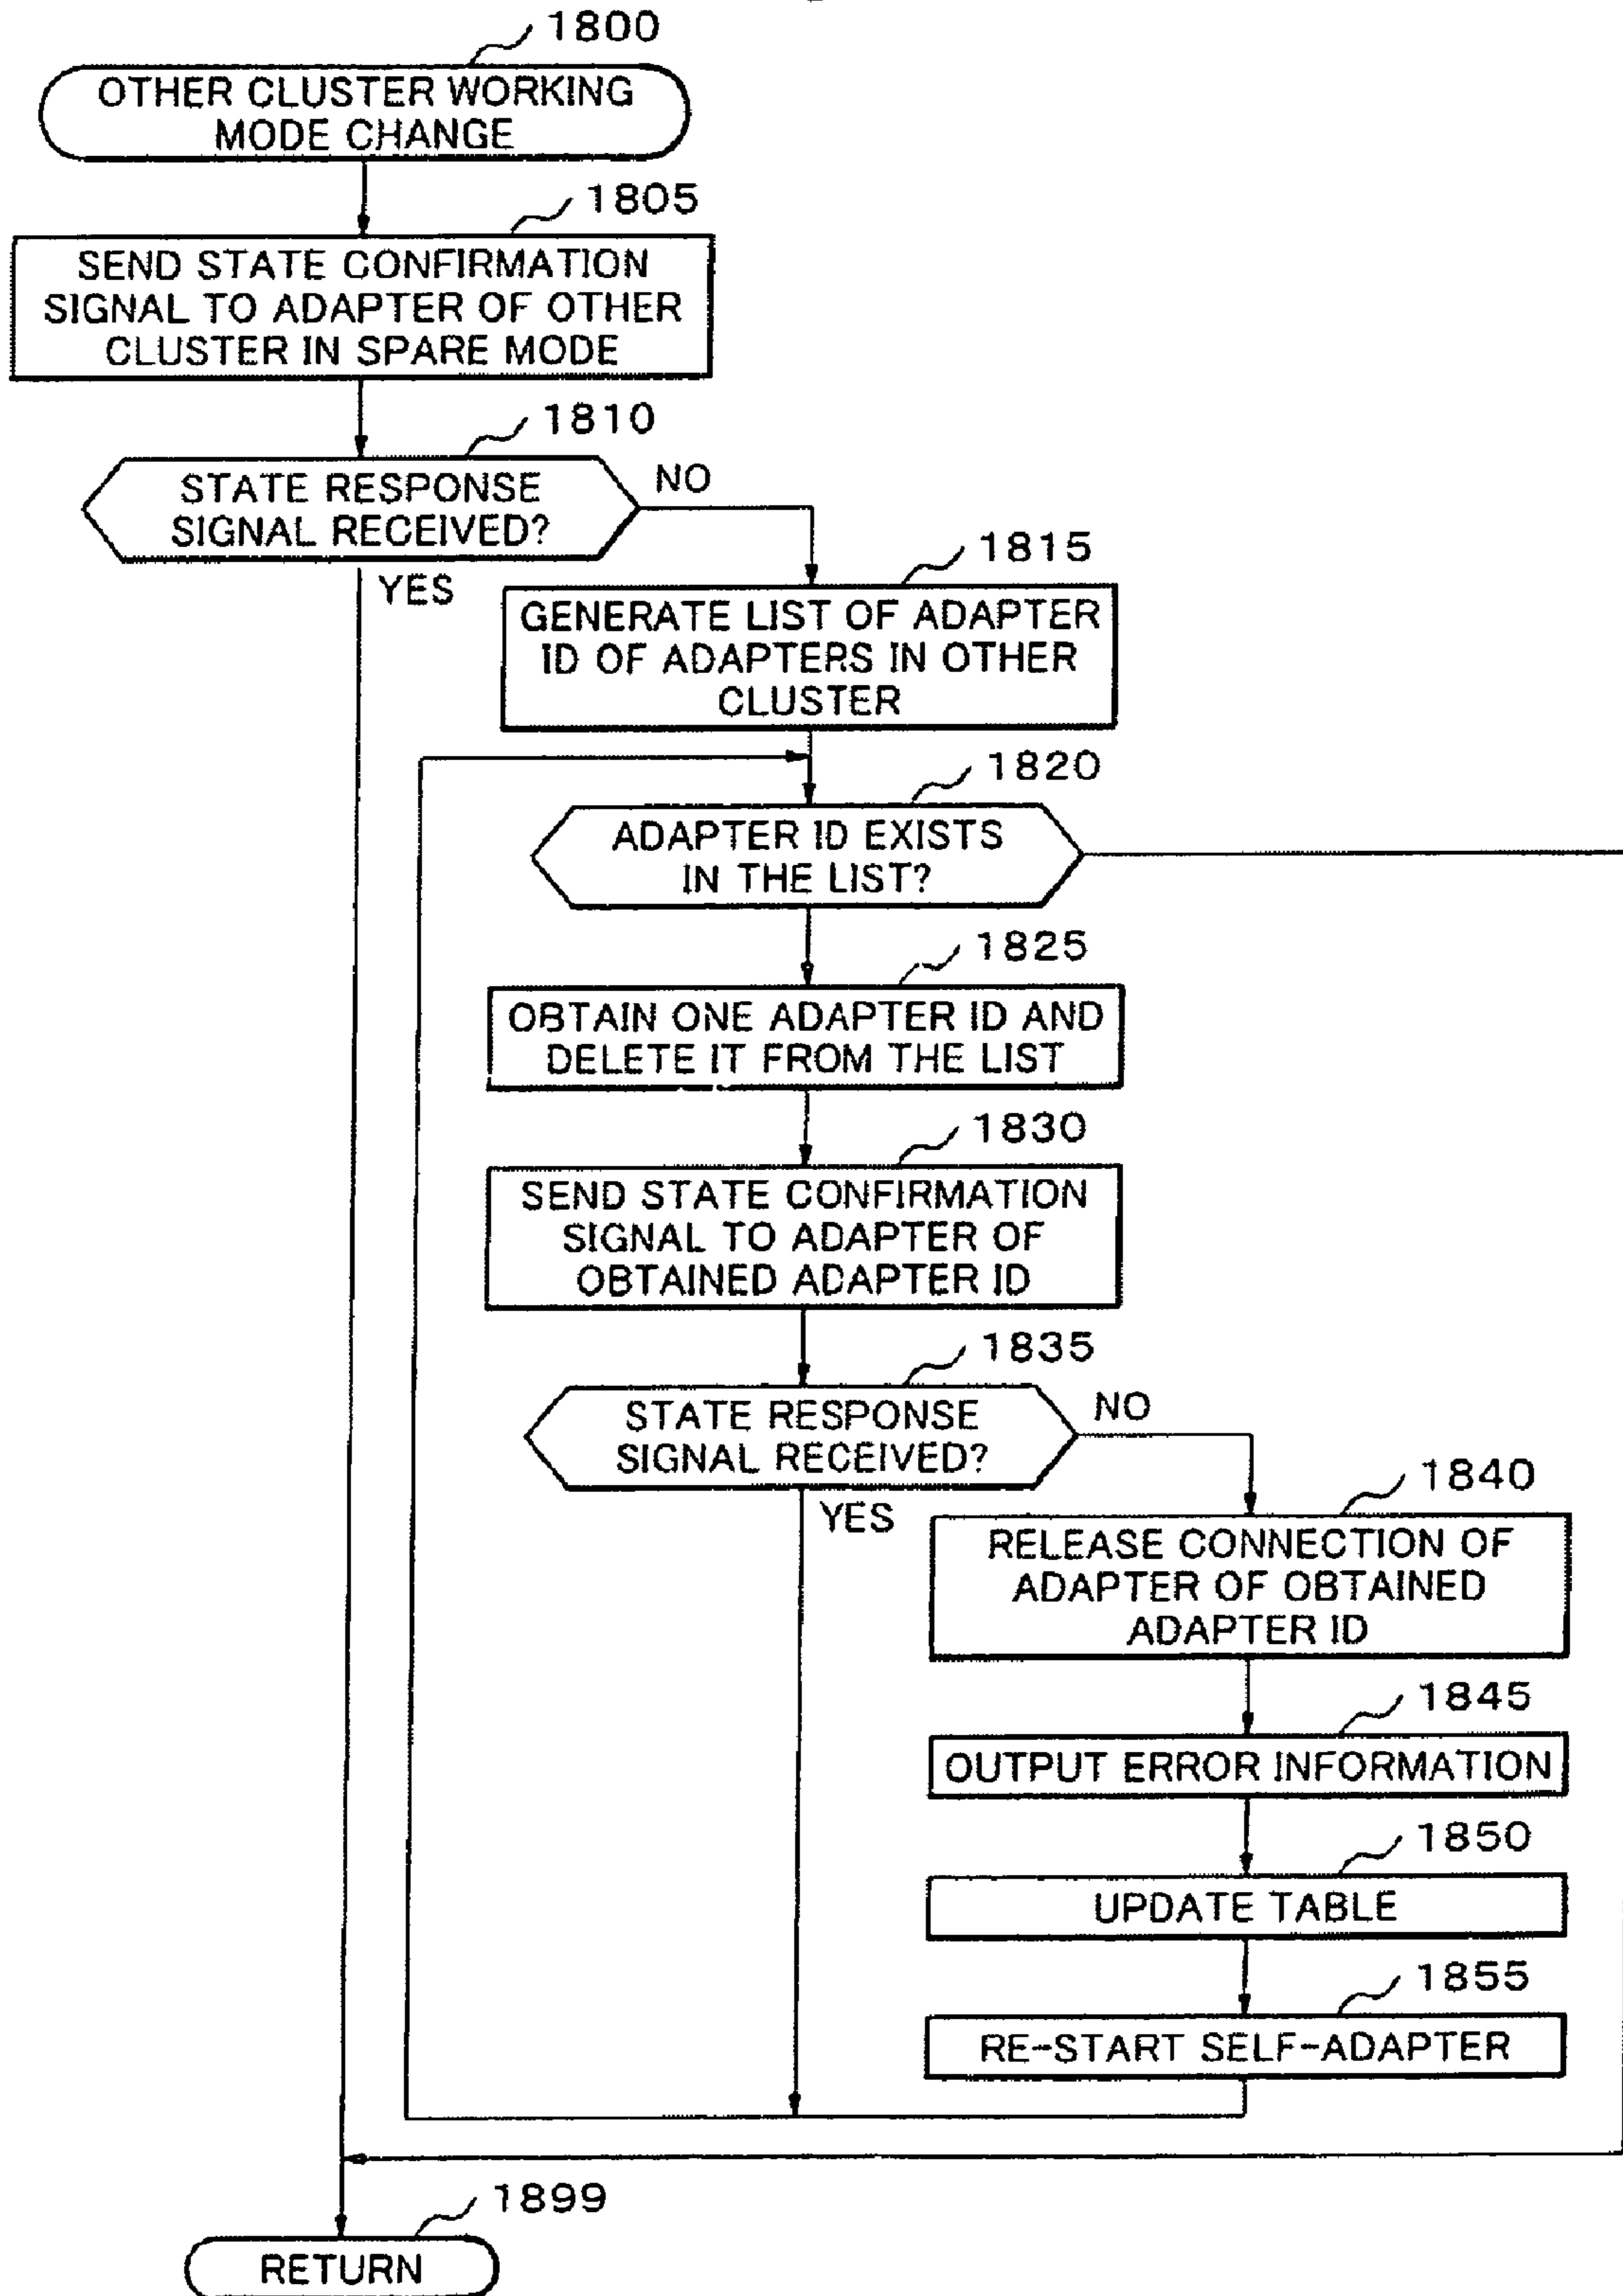 1800
OTHER CLUSTER WORKING
MODE CHANGE
1805
SEND STATE CONFIRMATION
SIGNAL TO ADAPTER OF OTHER
CLUSTER IN SPARE MODE
1810
STATE RESPONSE
SIGNAL RECEIVED?
NO
YES
1815
GENERATE LIST OF ADAPTER
ID OF ADAPTERS IN OTHER
CLUSTER
1820
ADAPTER ID EXISTS
IN THE LIST?
1825
OBTAIN ONE ADAPTER ID AND
DELETE IT FROM THE LIST
1830
SEND STATE CONFIRMATION
SIGNAL TO ADAPTER OF
OBTAINED ADAPTER ID
1835
STATE RESPONSE
SIGNAL RECEIVED?
NO
YES
1840
RELEASE CONNECTION OF
ADAPTER OF OBTAINED
ADAPTER ID
1845
OUTPUT ERROR INFORMATION
1850
UPDATE TABLE
1855
RE-START SELF-ADAPTER
1899
RETURN